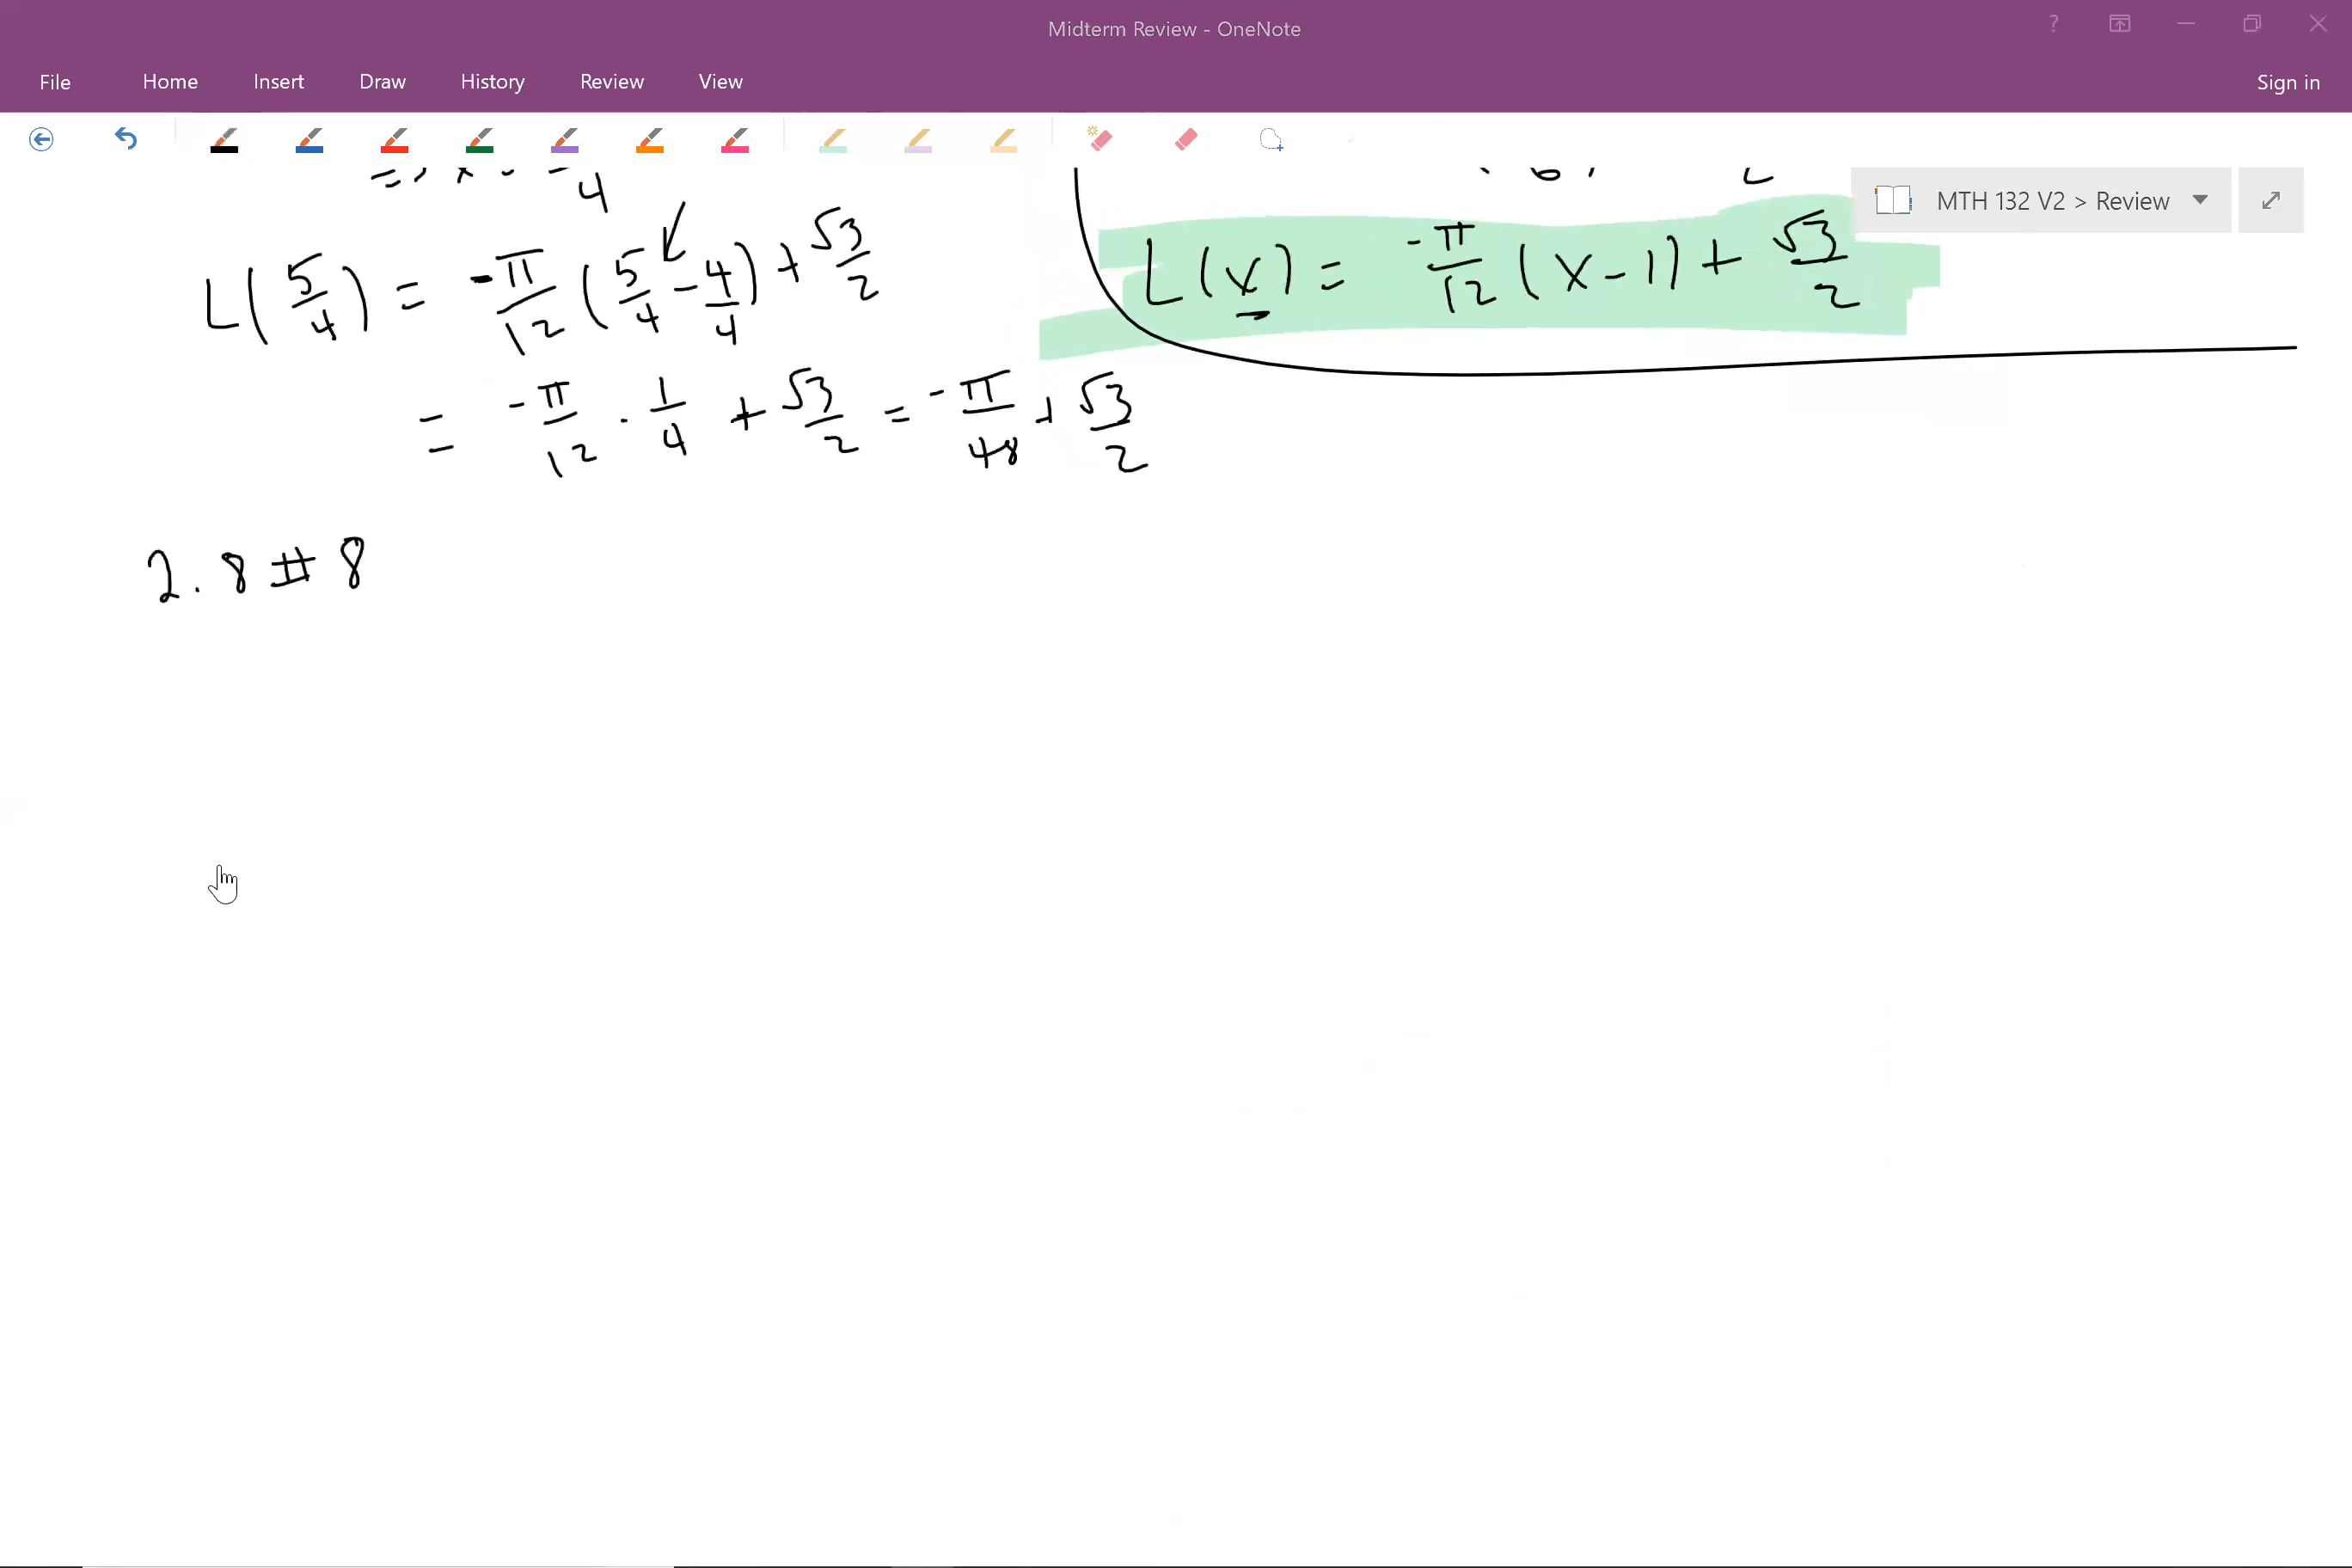 Midterm Review - OneNote
File Home Insert Draw History Review View Sign in
MTH 132 V2 > Review
4
L(5/4) = -π/12 (5/4 - 4/4) + √3/2
= -π/12 · 1/4 + √3/2 = -π/48 + √3/2
L(x) = -π/12 (x-1) + √3/2
2.8 # 8